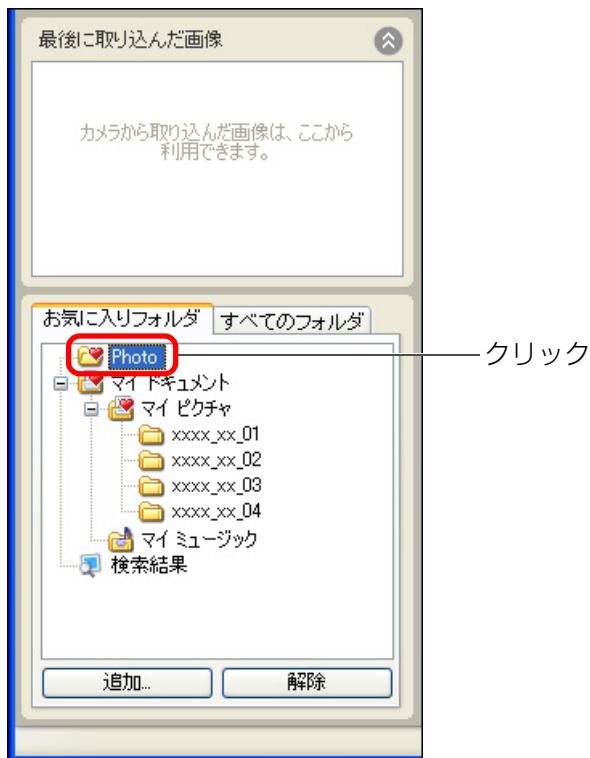 最後に取り込んだ画像
カメラから取り込んだ画像は、ここから
利用できます。
お気に入りフォルダ すべてのフォルダ
Photo
クリック
マイ ドキュメント
マイ ピクチャ
xxxx_xx_01
xxxx_xx_02
xxxx_xx_03
xxxx_xx_04
マイ ミュージック
検索結果
追加... 解除